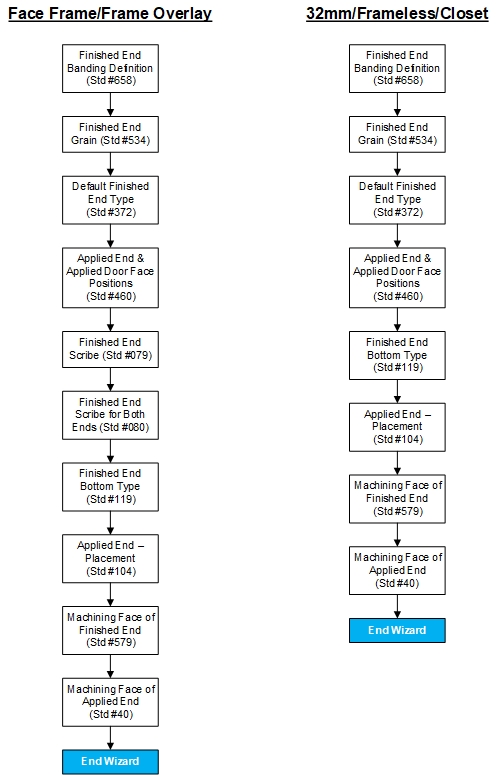 Face Frame/Frame Overlay
Finished End
Banding Definition
(Std #658)
Finished End
Grain (Std #534)
Default Finished
End Type
(Std #372)
Applied End &
Applied Door Face
Positions
(Std #460)
Finished End
Scribe (Std #079)
Finished End
Scribe for Both
Ends (Std #080)
Finished End
Bottom Type
(Std #119)
Applied End –
Placement
(Std #104)
Machining Face of
Finished End
(Std #579)
Machining Face of
Applied End
(Std #40)
End Wizard
32mm/Frameless/Closet
Finished End
Banding Definition
(Std #658)
Finished End
Grain (Std #534)
Default Finished
End Type
(Std #372)
Applied End &
Applied Door Face
Positions
(Std #460)
Finished End
Bottom Type
(Std #119)
Applied End –
Placement
(Std #104)
Machining Face of
Finished End
(Std #579)
Machining Face of
Applied End
(Std #40)
End Wizard